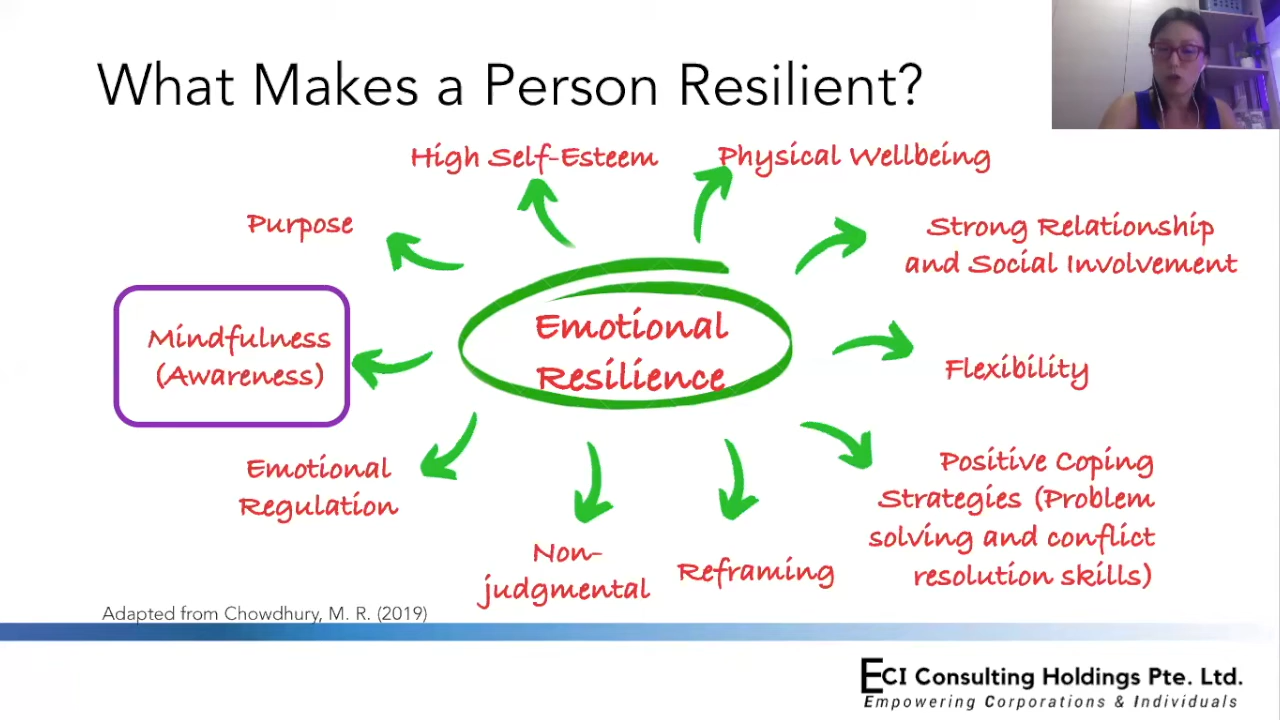 What Makes a Person Resilient?
High Self-Esteem
Physical Wellbeing
Purpose
Strong Relationship
and Social Involvement
Mindfulness
(Awareness)
Emotional
Resilience
Flexibility
Emotional
Regulation
Non-
judgmental
Reframing
Positive Coping
Strategies (Problem
solving and conflict
resolution skills)
Adapted from Chowdhury, M. R. (2019)
ECI Consulting Holdings Pte. Ltd.
Empowering Corporations & Individuals